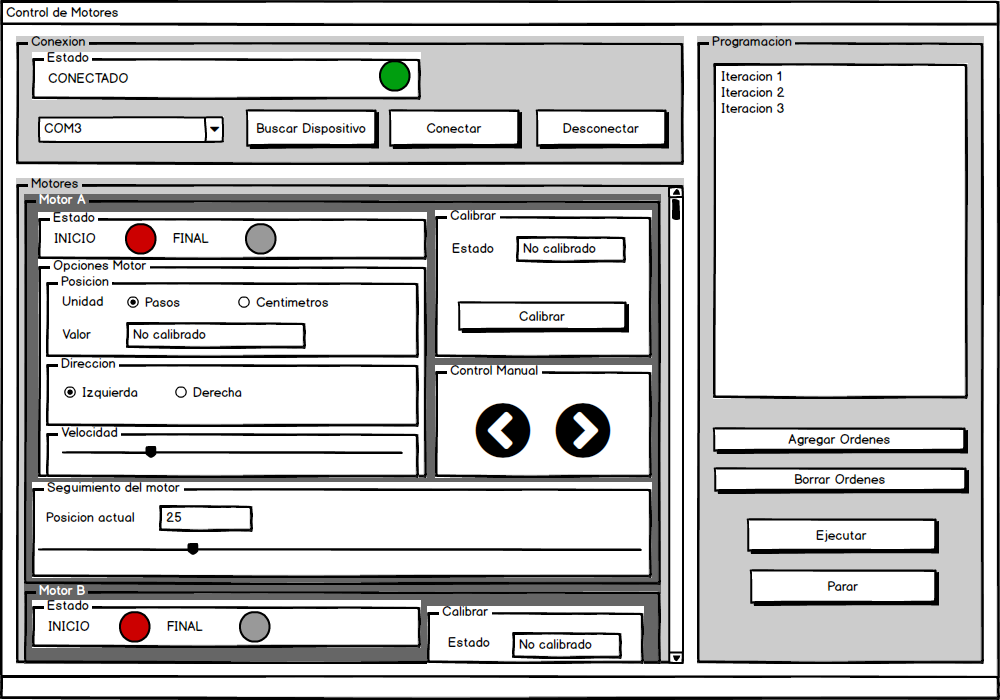 Control de Motores
Conexion
Estado
CONECTADO
COM3
Buscar Dispositivo
Conectar
Desconectar
Motores
Motor A
Estado
INICIO
FINAL
Opciones Motor
Posicion
Unidad
Pasos
Centimetros
Valor
No calibrado
Direccion
Izquierda
Derecha
Velocidad
Calibrar
Estado
No calibrado
Calibrar
Control Manual
Seguimiento del motor
Posicion actual
25
Motor B
Estado
INICIO
FINAL
Calibrar
Estado
No calibrado
Programacion
Iteracion 1
Iteracion 2
Iteracion 3
Agregar Ordenes
Borrar Ordenes
Ejecutar
Parar